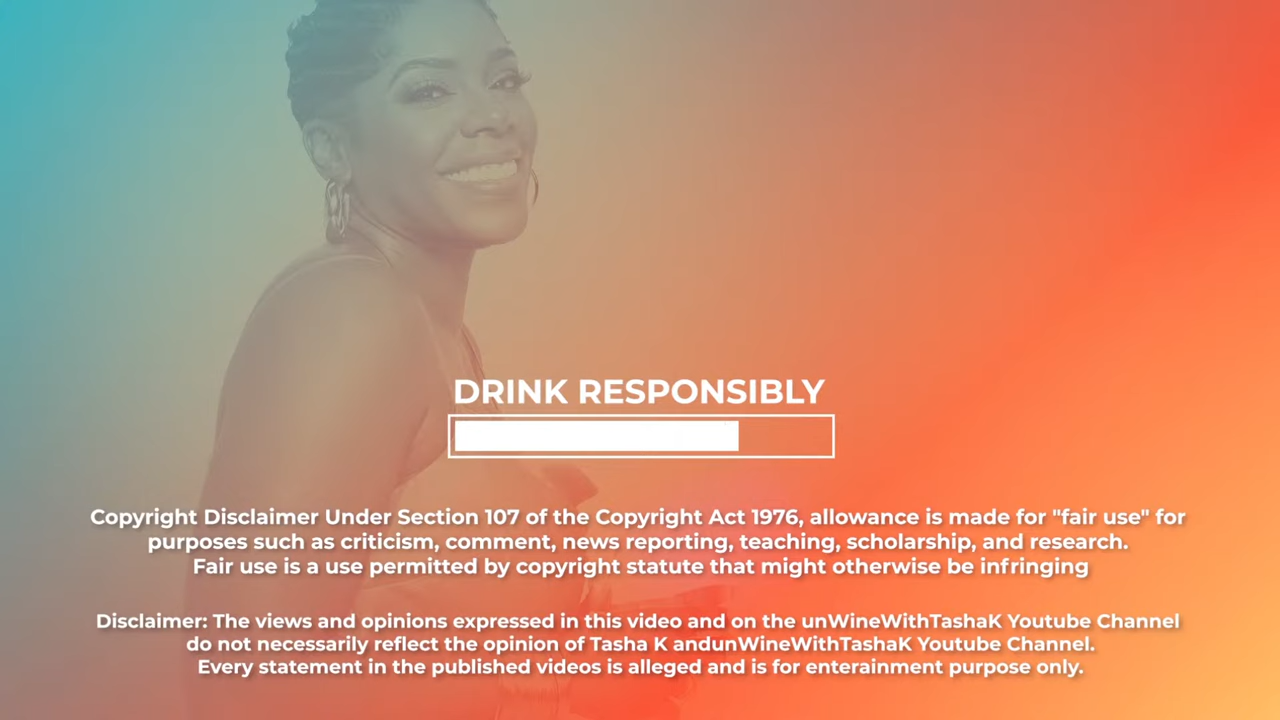 DRINK RESPONSIBLY
Copyright Disclaimer Under Section 107 of the Copyright Act 1976, allowance is made for "fair use" for
purposes such as criticism, comment, news reporting, teaching, scholarship, and research.
Fair use is a use permitted by copyright statute that might otherwise be infringing
Disclaimer: The views and opinions expressed in this video and on the unWineWithTashaK Youtube Channel
do not necessarily reflect the opinion of Tasha K andunWineWithTashaK Youtube Channel.
Every statement in the published videos is alleged and is for enterainment purpose only.